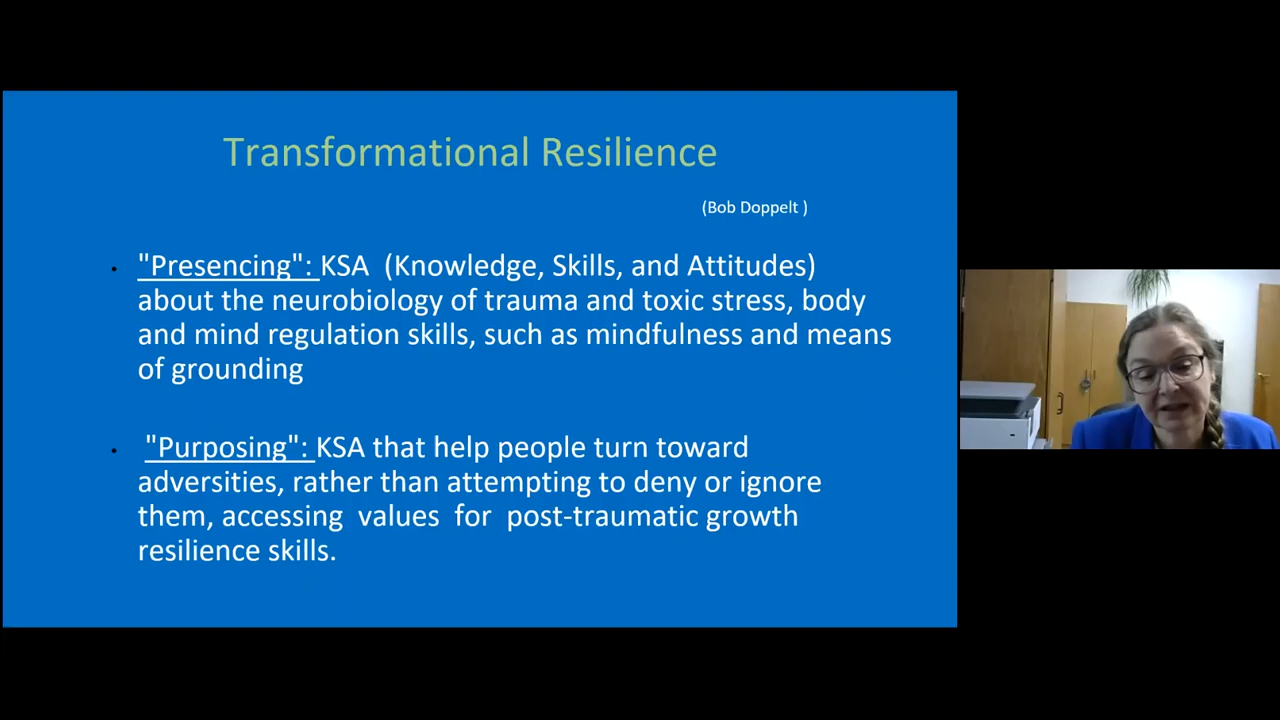 Transformational Resilience
(Bob Doppelt )
• "Presencing": KSA  (Knowledge, Skills, and Attitudes)
about the neurobiology of trauma and toxic stress, body
and mind regulation skills, such as mindfulness and means
of grounding
•  "Purposing": KSA that help people turn toward
adversities, rather than attempting to deny or ignore
them, accessing  values  for  post-traumatic growth
resilience skills.